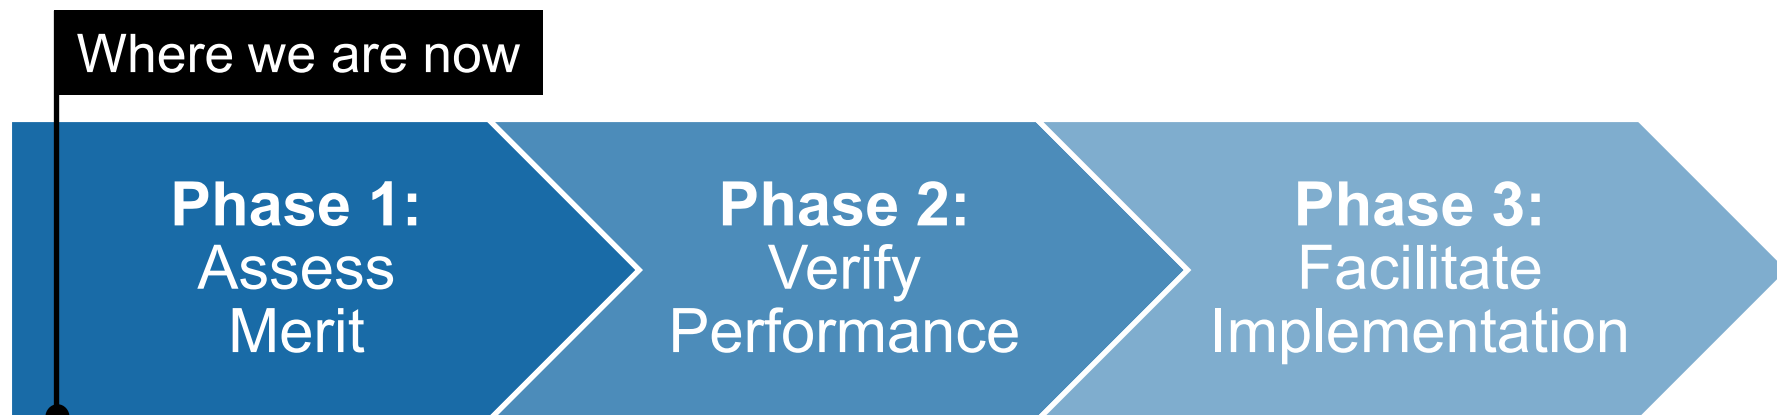 Where we are now
Phase 1:
Assess
Merit
Phase 2:
Verify
Performance
Phase 3:
Facilitate
Implementation